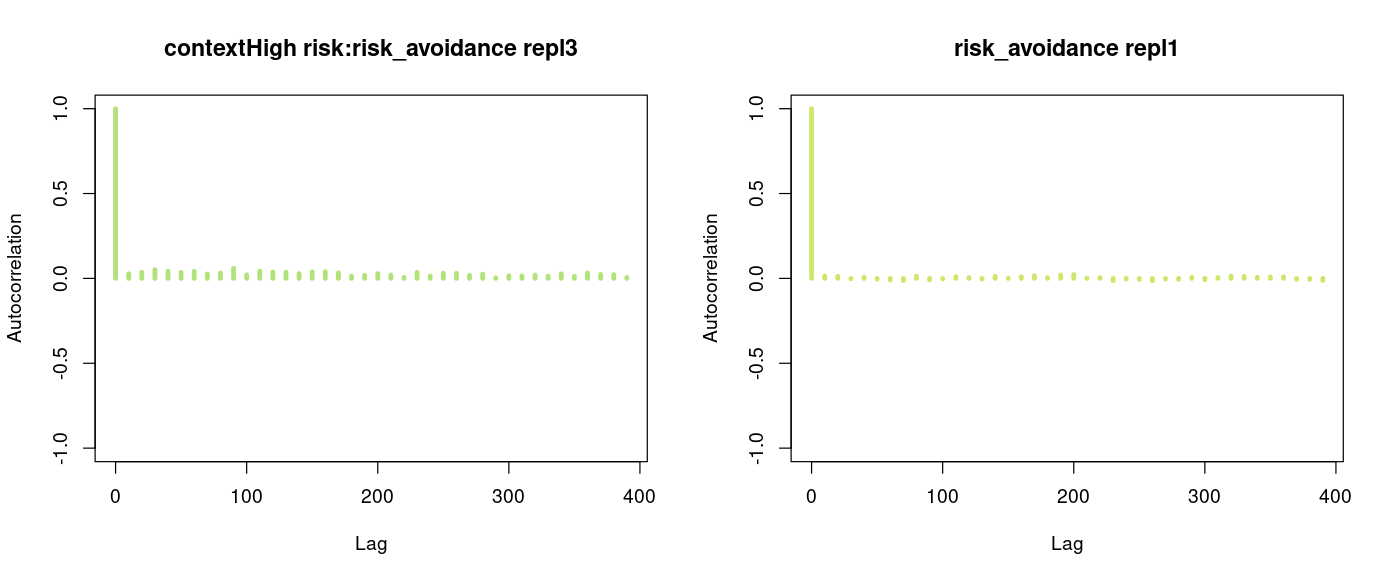 contextHigh risk:risk_avoidance repl3
Autocorrelation
1.0
0.5
0.0
-0.5
-1.0
0 100 200 300 400
Lag
risk_avoidance repl1
Autocorrelation
1.0
0.5
0.0
-0.5
-1.0
0 100 200 300 400
Lag